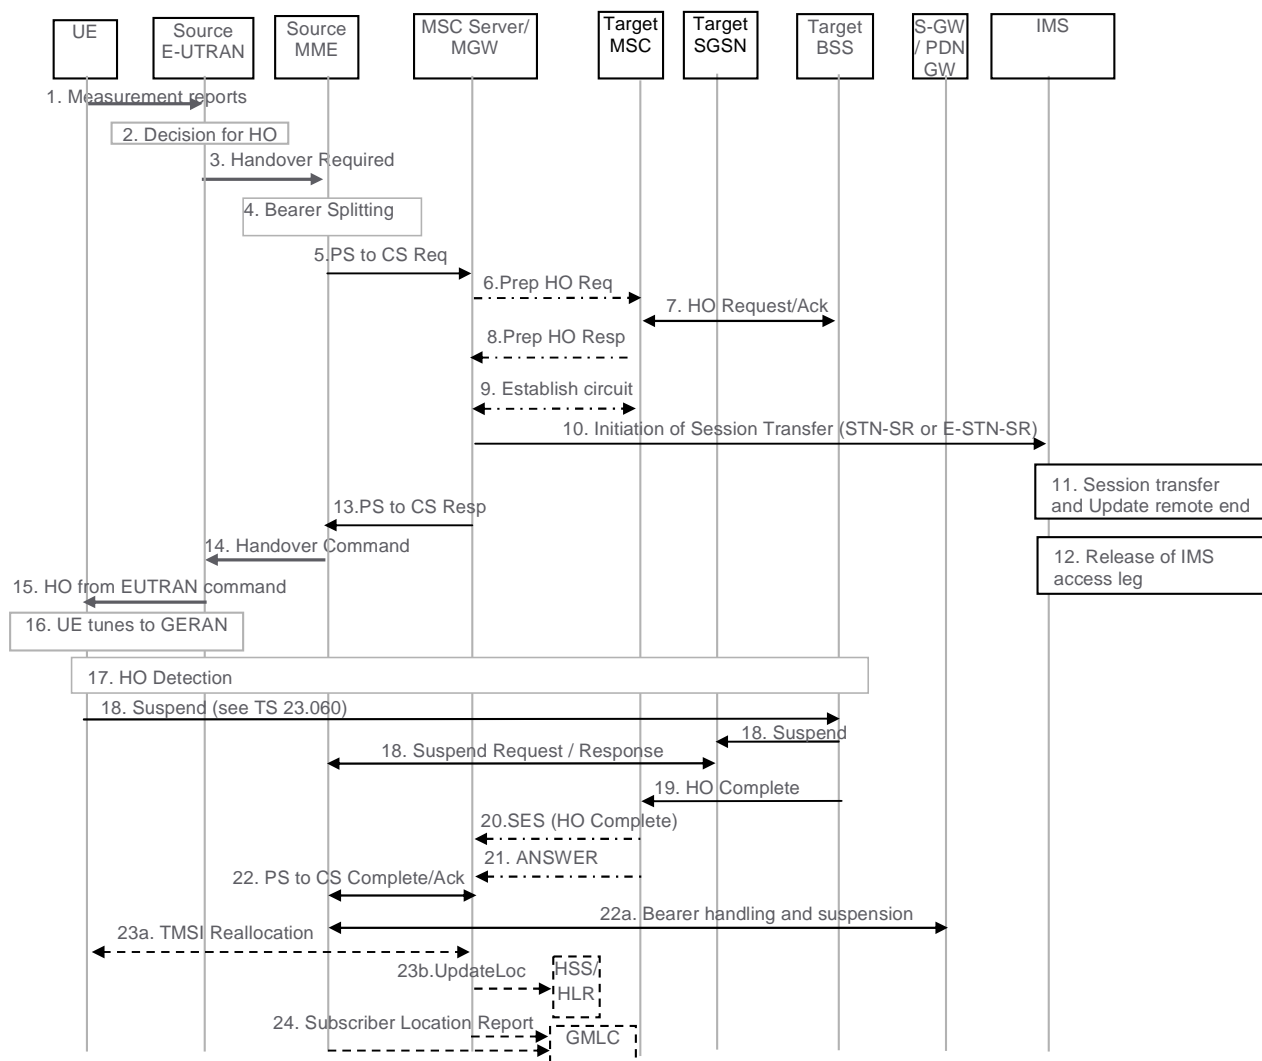 UE
Source
E-UTRAN
Source
MME
MSC Server/
MGW
Target
MSC
Target
SGSN
Target
BSS
S-GW
/ PDN
GW
IMS
1. Measurement reports
2. Decision for HO
3. Handover Required
4. Bearer Splitting
5.PS to CS Req
6.Prep HO Req
7. HO Request/Ack
8.Prep HO Resp
9. Establish circuit
10. Initiation of Session Transfer (STN-SR or E-STN-SR)
11. Session transfer
and Update remote end
13.PS to CS Resp
14. Handover Command
12. Release of IMS
access leg
15. HO from EUTRAN command
16. UE tunes to GERAN
17. HO Detection
18. Suspend (see TS 23.060)
18. Suspend
18. Suspend Request / Response
19. HO Complete
20.SES (HO Complete)
21. ANSWER
22. PS to CS Complete/Ack
22a. Bearer handling and suspension
23a. TMSI Reallocation
23b.UpdateLoc
HSS/
HLR
24. Subscriber Location Report
GMLC